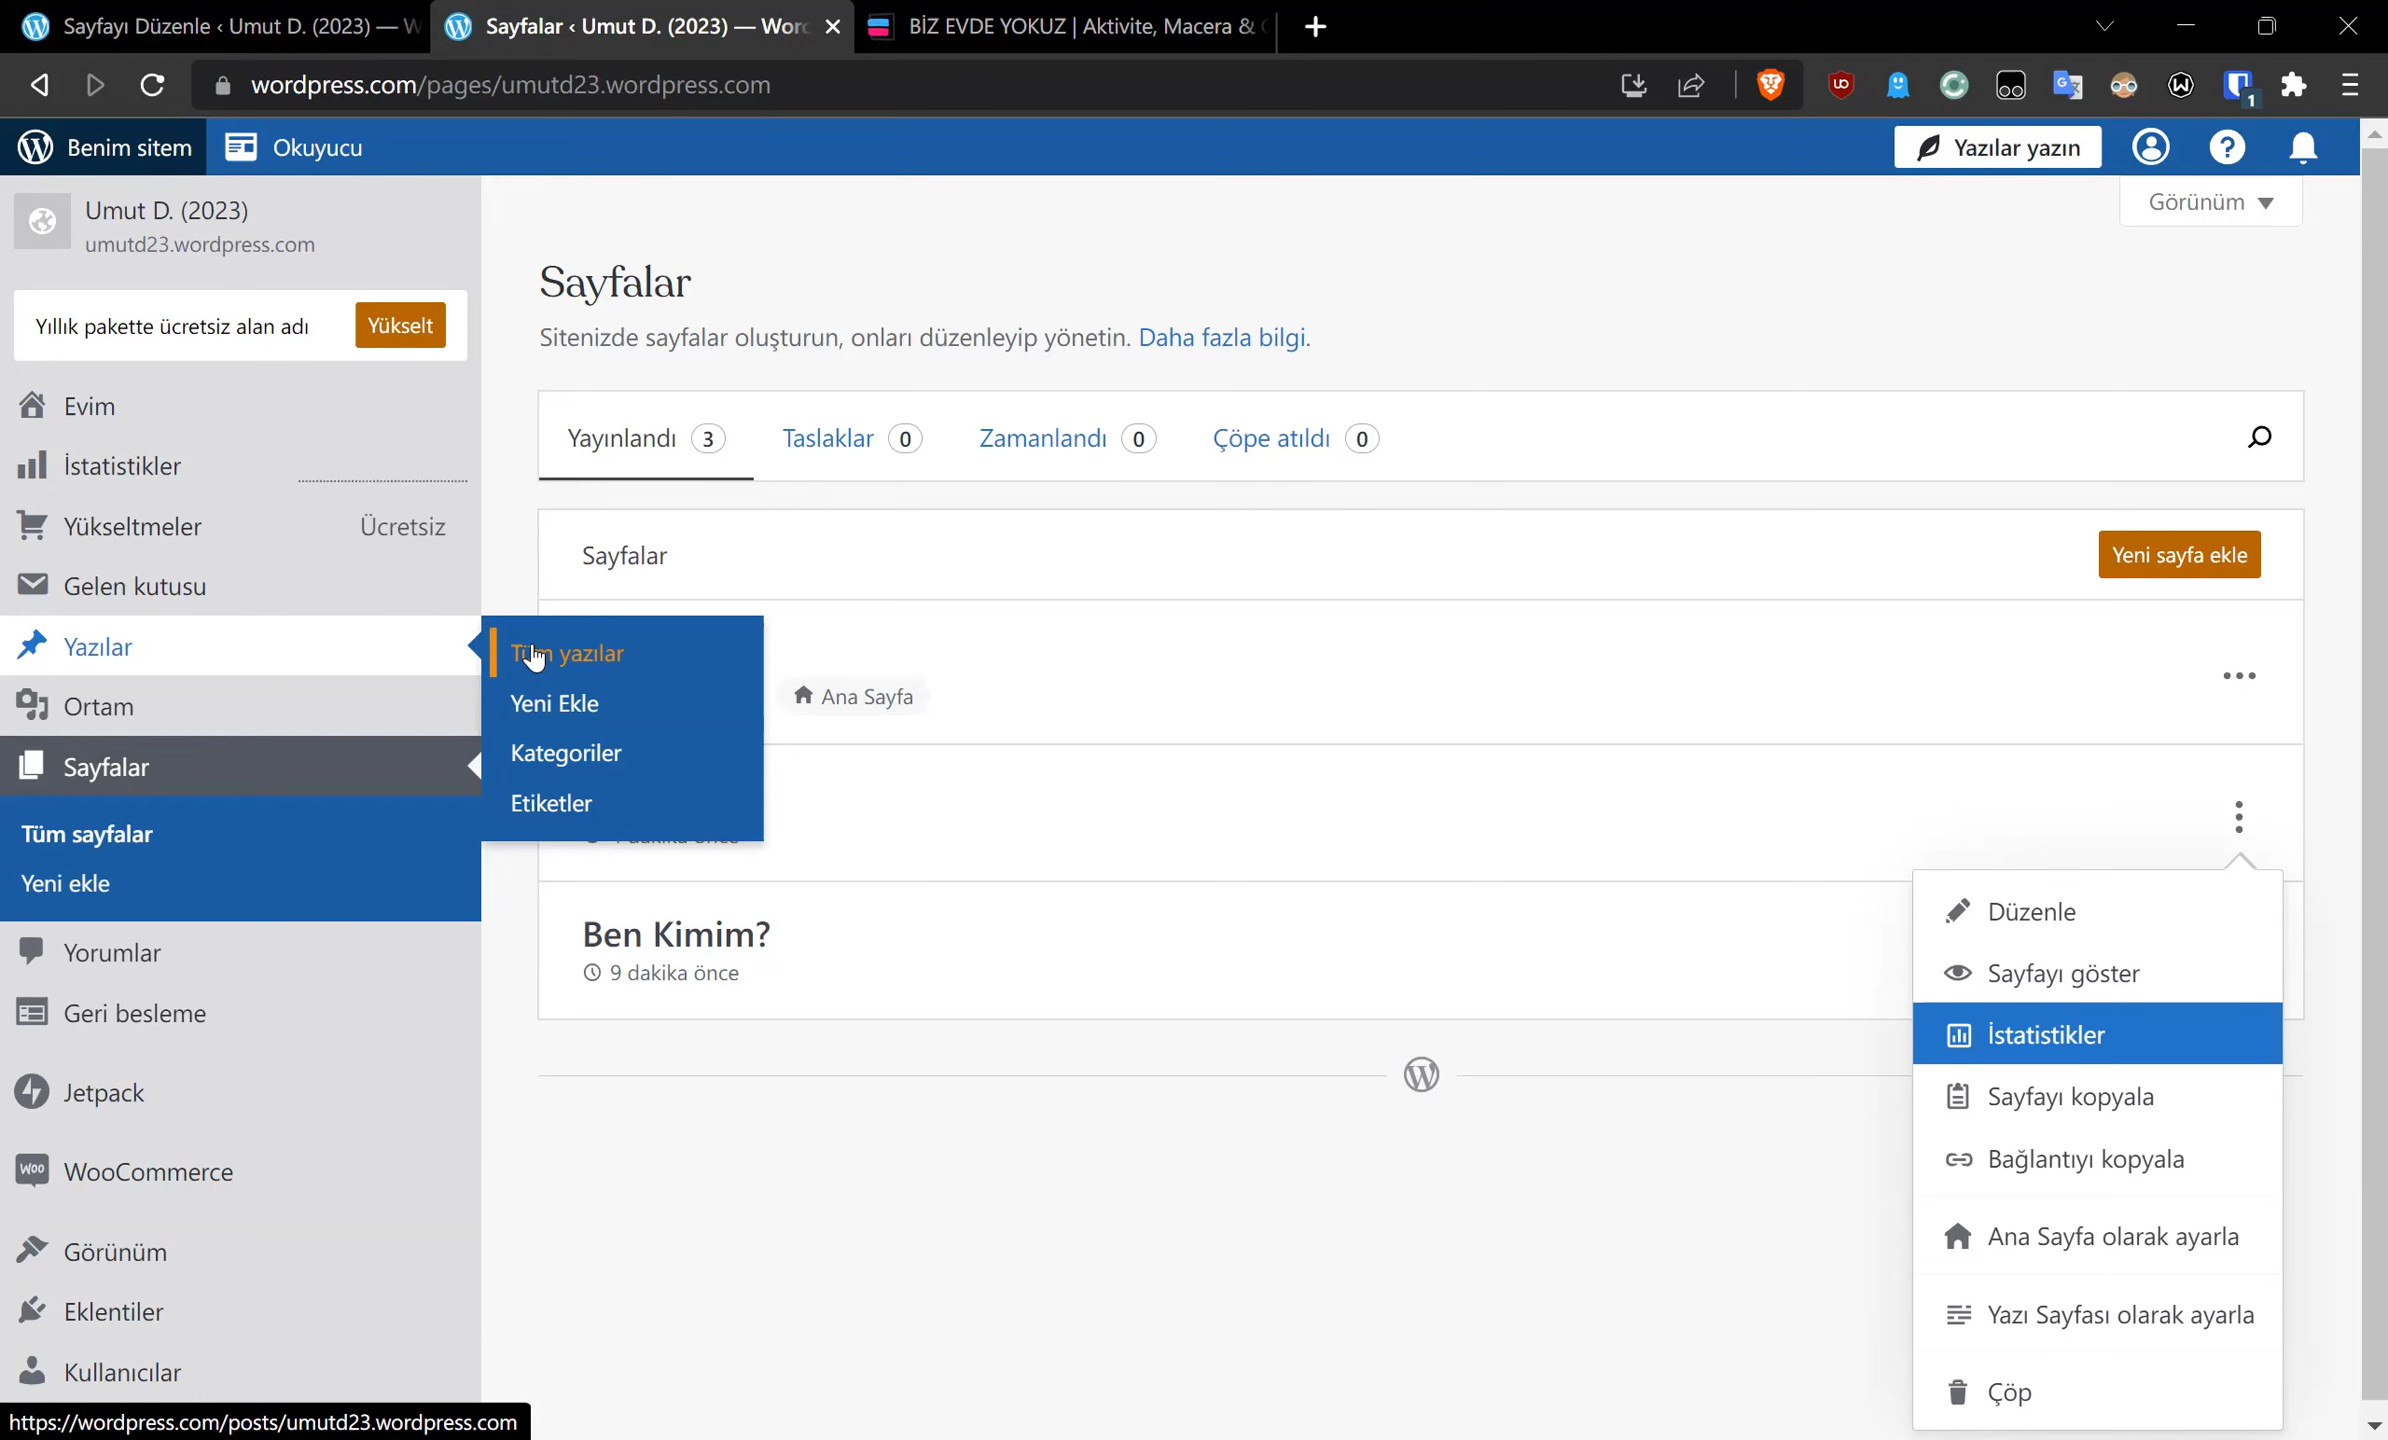 Sayfayı Düzenle ‹ Umut D. (2023) — W
Sayfalar ‹ Umut D. (2023) — Wor
BİZ EVDE YOKUZ | Aktivite, Macera &
wordpress.com/pages/umutd23.wordpress.com
1
Benim sitem
Okuyucu
Yazılar yazın
Umut D. (2023)
umutd23.wordpress.com
Görünüm
Yıllık pakette ücretsiz alan adı
Yükselt
Evim
İstatistikler
Yükseltmeler
Ücretsiz
Gelen kutusu
Yazılar
Ortam
Sayfalar
Tüm sayfalar
Yeni ekle
Yorumlar
Geri besleme
Jetpack
WooCommerce
Görünüm
Eklentiler
Kullanıcılar
Tüm yazılar
Yeni Ekle
Kategoriler
Etiketler
Sayfalar
Sitenizde sayfalar oluşturun, onları düzenleyip yönetin. Daha fazla bilgi.
Yayınlandı 3
Taslaklar 0
Zamanlandı 0
Çöpe atıldı 0
Sayfalar
Yeni sayfa ekle
Ana Sayfa
Ben Kimim?
9 dakika önce
Düzenle
Sayfayı göster
İstatistikler
Sayfayı kopyala
Bağlantıyı kopyala
Ana Sayfa olarak ayarla
Yazı Sayfası olarak ayarla
Çöp
https://wordpress.com/posts/umutd23.wordpress.com